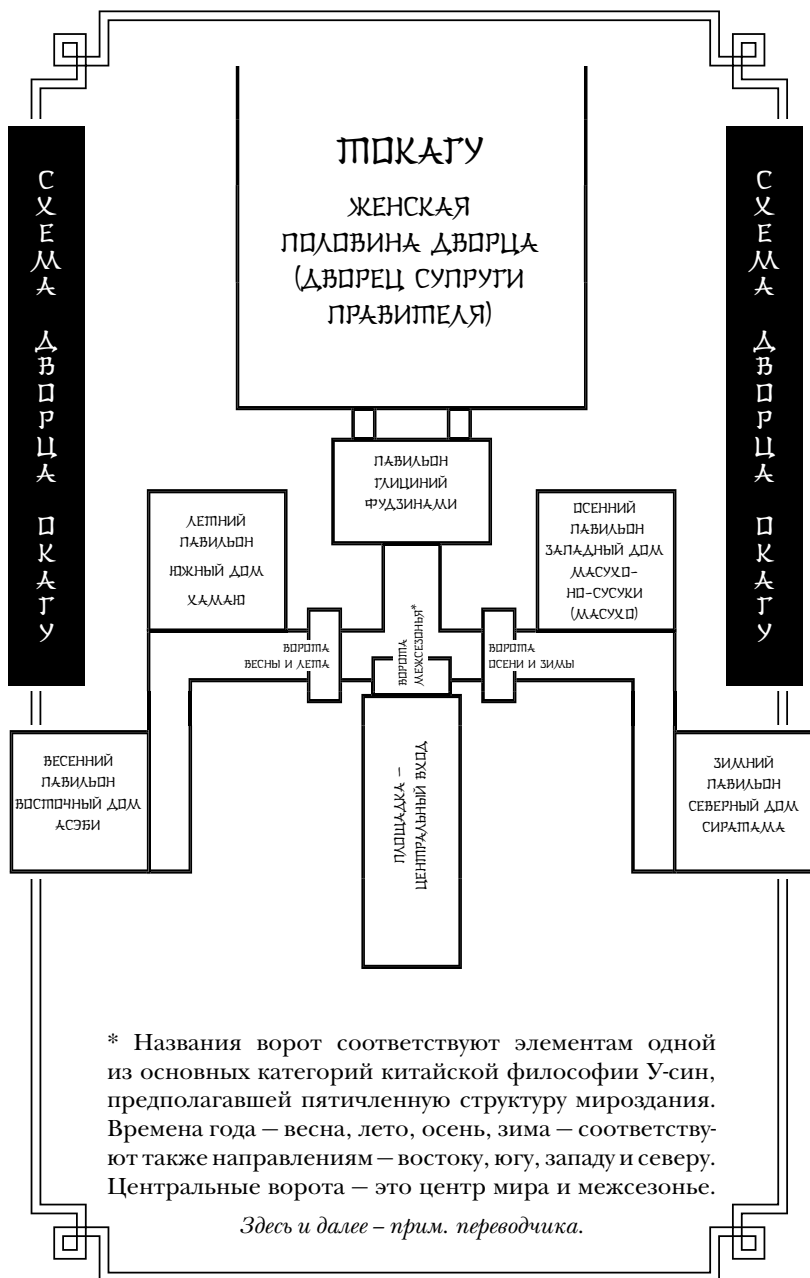 СХЕМА ДВОРЦА ОКАГУ
ТОКАГУ
ЖЕНСКАЯ
ПОЛОВИНА ДВОРЦА
(ДВОРЕЦ СУПРУГИ
ПРАВИТЕЛЯ)
СХЕМА ДВОРЦА ОКАГУ
ПАВИЛЬОН
ГЛИЦИНИЙ
ФУДЗИНАМИ
ЛЕТНИЙ
ПАВИЛЬОН
ЮЖНЫЙ ДОМ
ХАМАЮ
ОСЕННИЙ
ПАВИЛЬОН
ЗАПАДНЫЙ ДОМ
МАСУХО-
НО-СУСУКИ
(МАСУХО)
ВОРОТА
ВЕСНЫ И ЛЕТА
ВОРОТА
МЕЖСЕЗОНЬЯ*
ВОРОТА
ОСЕНИ И ЗИМЫ
ВЕСЕННИЙ
ПАВИЛЬОН
ВОСТОЧНЫЙ ДОМ
АСЭБИ
ПЛОЩАДКА –
ЦЕНТРАЛЬНЫЙ ВХОД
ЗИМНИЙ
ПАВИЛЬОН
СЕВЕРНЫЙ ДОМ
СИРАТАМА
* Названия ворот соответствуют элементам одной
из основных категорий китайской философии У-син,
предполагавшей пятичленную структуру мироздания.
Времена года – весна, лето, осень, зима – соответству-
ют также направлениям – востоку, югу, западу и северу.
Центральные ворота – это центр мира и межсезонье.
Здесь и далее – прим. переводчика.